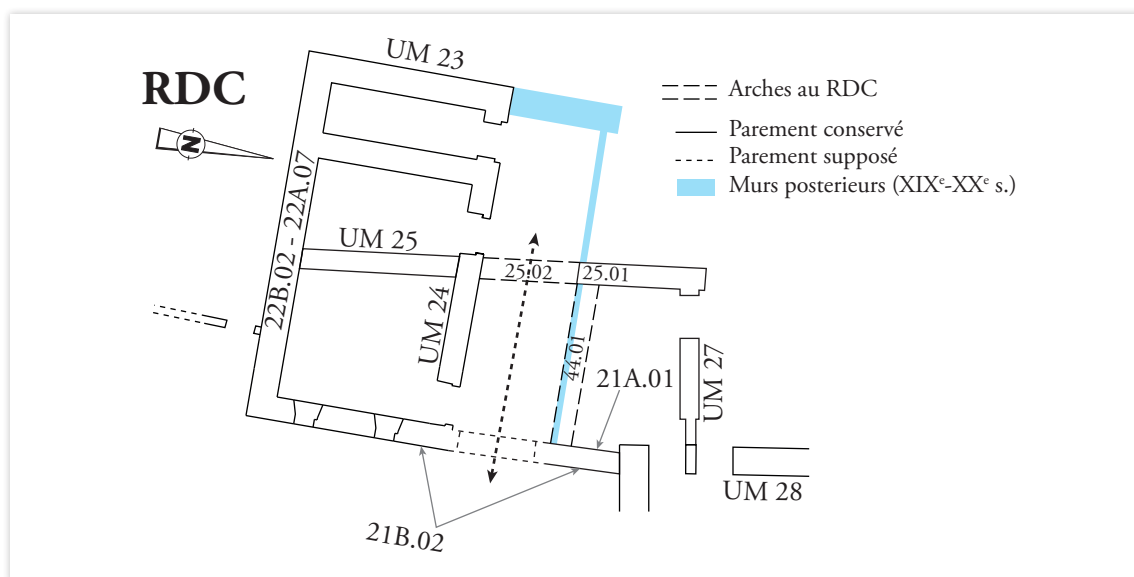 RDC
N
UM 23
Arches au RDC
Parement conservé
Parement supposé
Murs posterieurs (XIXᵉ-XXᵉ s.)
22B.02 - 22A.07
UM 25
25.02
25.01
UM 24
44.01
21A.01
UM 27
UM 28
21B.02